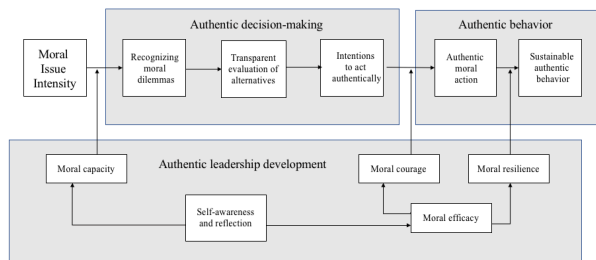 Authentic decision-making
Authentic behavior
Moral
Issue
Intensity
Recognizing
moral
dilemmas
Transparent
evaluation of
alternatives
Intentions
to act
authentically
Authentic
moral
action
Sustainable
authentic
behavior
Authentic leadership development
Moral capacity
Moral courage
Moral resilience
Self-awareness
and reflection
Moral efficacy